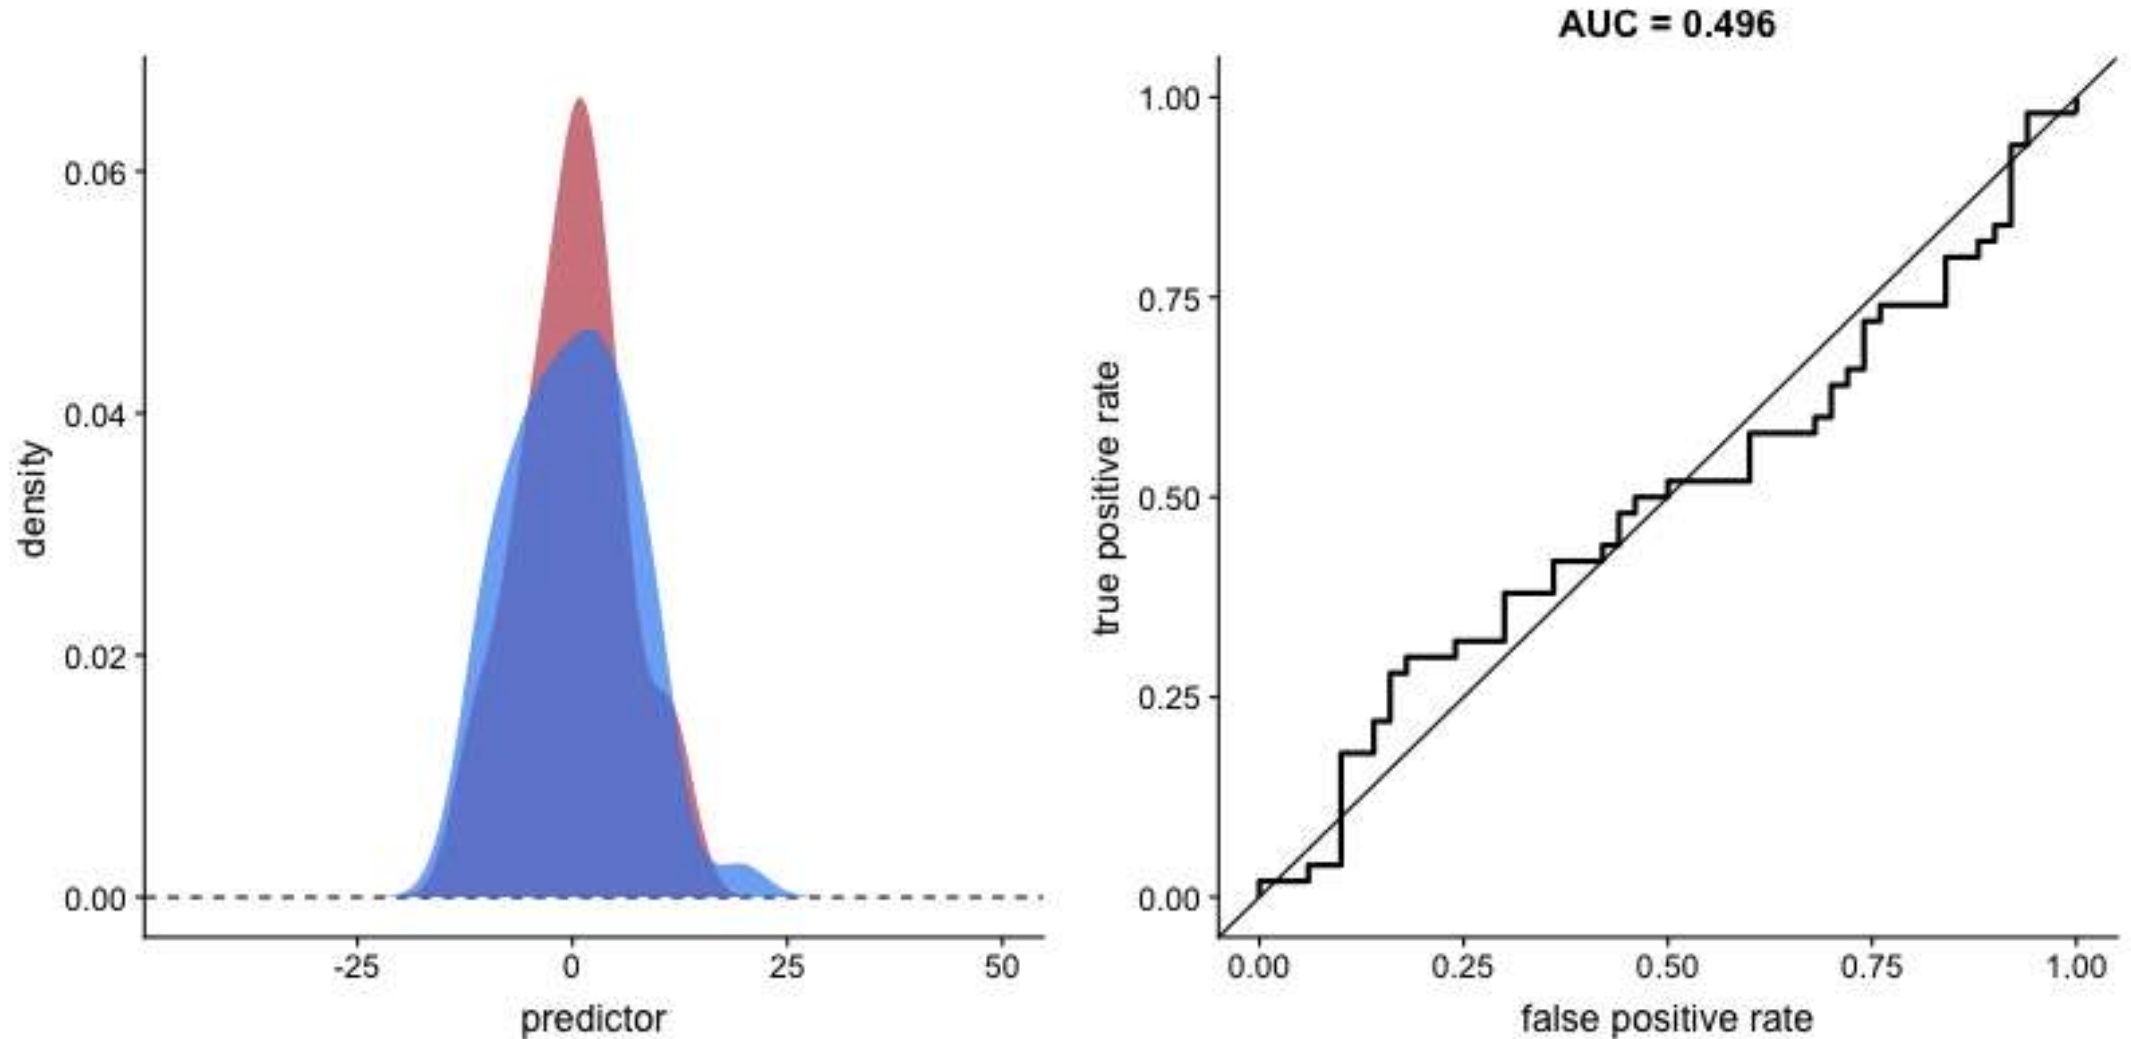 AUC = 0.496
density
0.06
0.04
0.02
0.00
-25 0 25 50
predictor
true positive rate
1.00
0.75
0.50
0.25
0.00
0.00 0.25 0.50 0.75 1.00
false positive rate